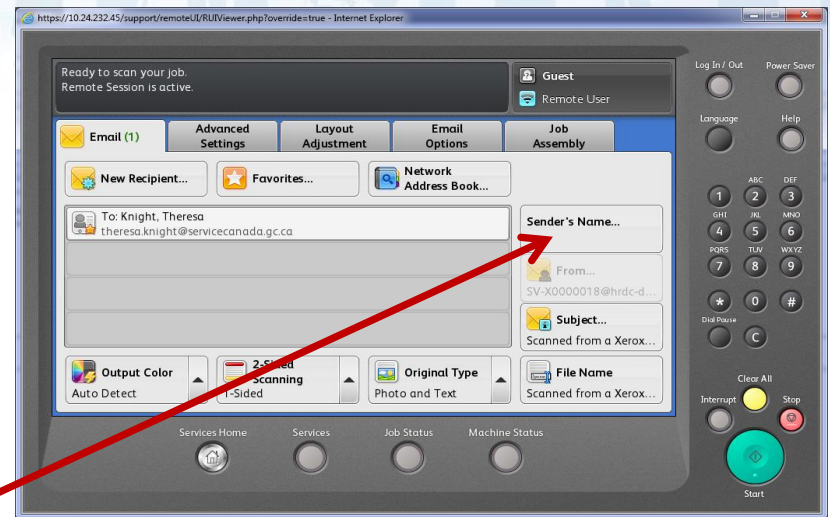 https://10.24.232.45/support/remoteUI/RUIViewer.php?override=true - Internet Explorer
Ready to scan your job.
Remote Session is active.
Guest
Remote User
Log In / Out
Power Saver
Language
Help
Email (1)
Advanced
Settings
Layout
Adjustment
Email
Options
Job
Assembly
New Recipient...
Favorites...
Network
Address Book...
To: Knight, Theresa
theresa.knight@servicecanada.gc.ca
Sender's Name...
From...
SV-X0000018@hrdc-d...
Subject...
Scanned from a Xerox...
Output Color
Auto Detect
2-Sided
Scanning
1-Sided
Original Type
Photo and Text
File Name
Scanned from a Xerox...
ABC DEF
1 2 3
GHI JKL MNO
4 5 6
PQRS TUV WXYZ
7 8 9
* 0 #
Dial Pause
C
Clear All
Interrupt
Stop
Start
Services Home
Services
Job Status
Machine Status